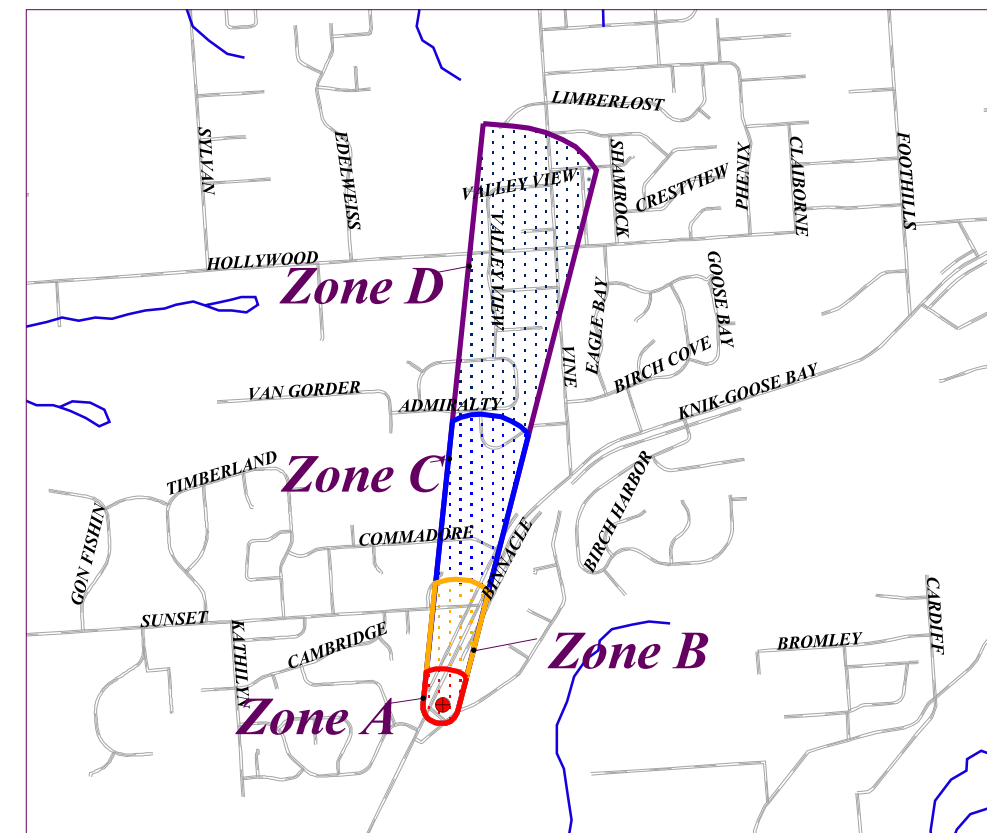 LIMBERLOST
SYLVAN
EDELWEISS
SHAMROCK
XINEHP
CLAIBORNE
FOOTHILLS
VALLEY VIEW
CRESTVIEW
VALLEY VIEW
HOLLYWOOD
Zone D
GOOSE BAY
EAGLE BAY
VINE
BIRCH COVE
KNIK-GOOSE BAY
VAN GORDER
ADMIRALTY
Zone C
TIMBERLAND
GON FISHIN
COMMADORE
BINNACLE
BIRCH HARBOR
SUNSET
KATHILYN
CAMBRIDGE
Zone B
BROMLEY
CARDIFF
Zone A